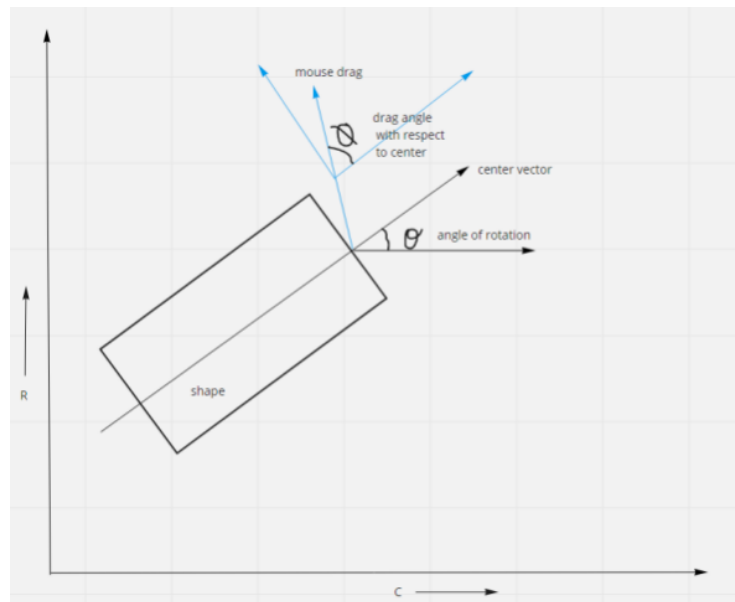 mouse drag
Ø
drag angle
with respect
to center
center vector
θ
angle of rotation
R
shape
C